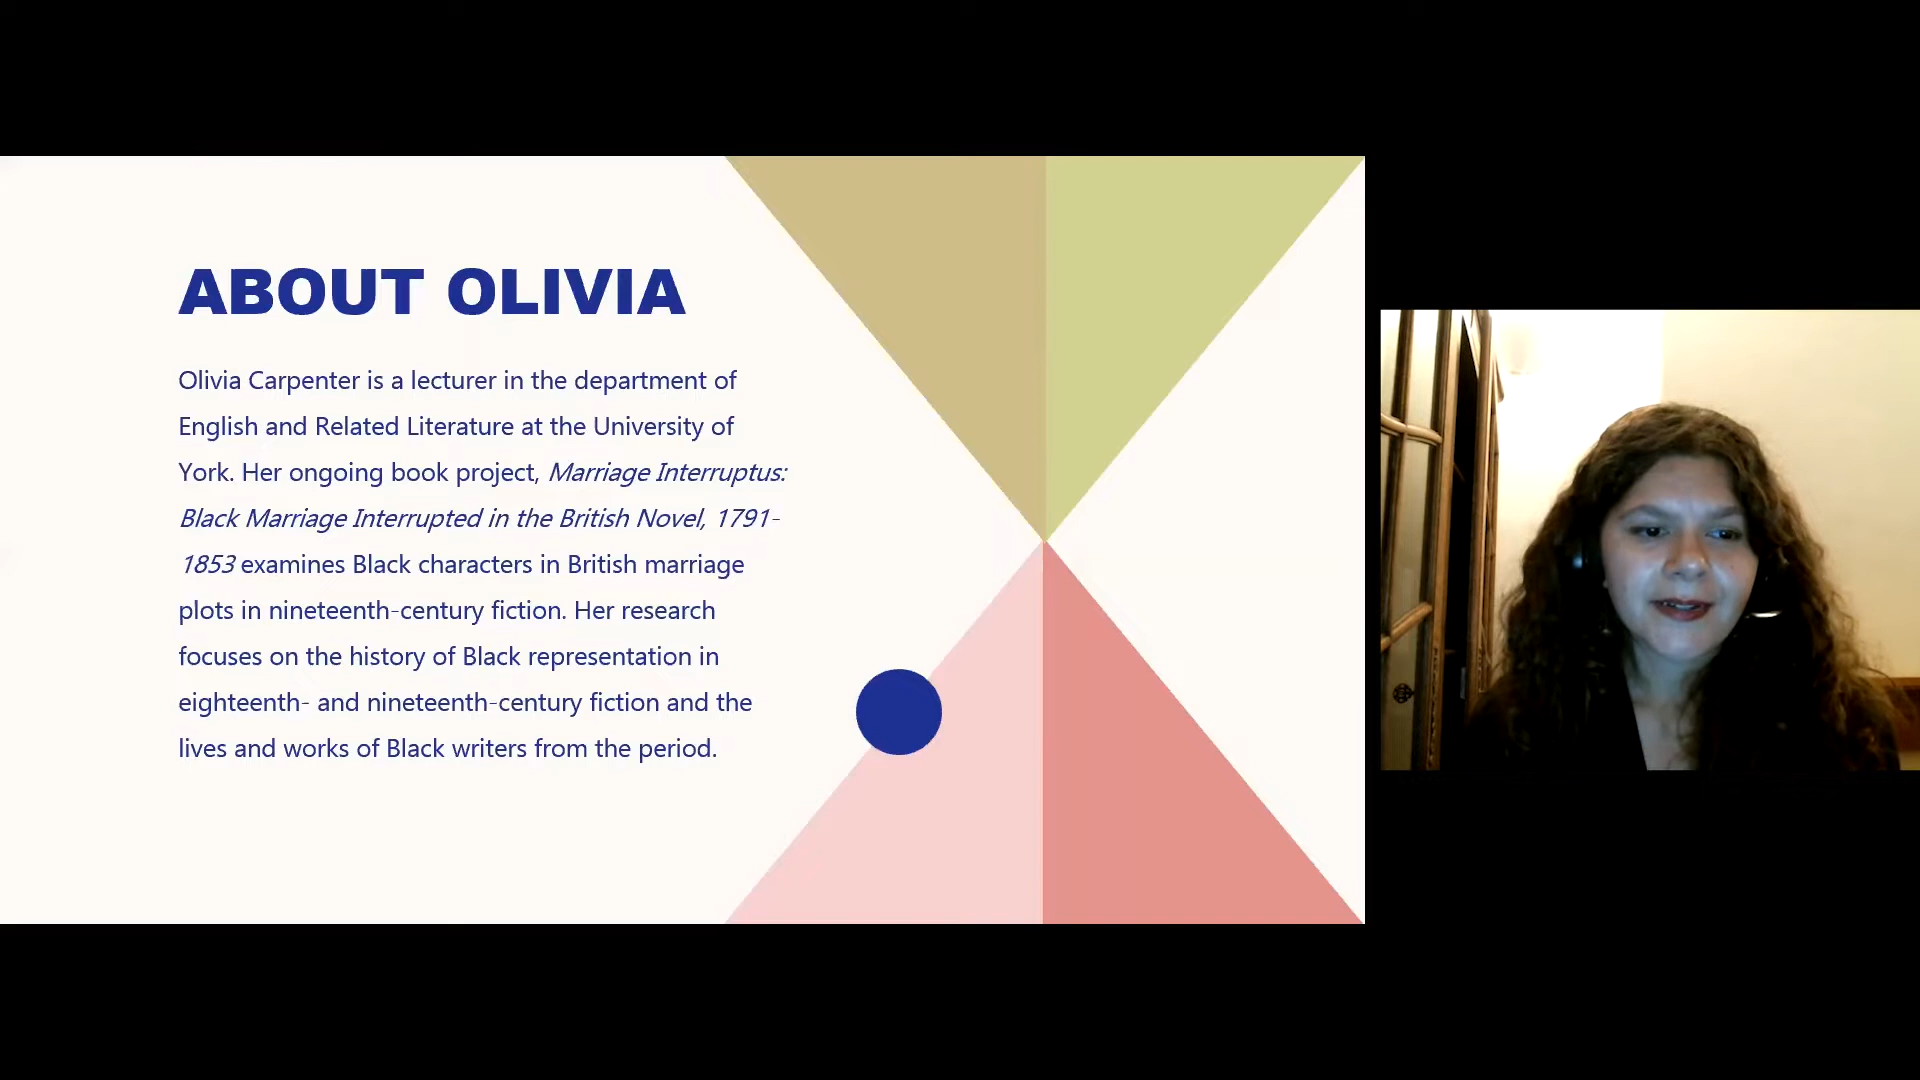 ABOUT OLIVIA
Olivia Carpenter is a lecturer in the department of
English and Related Literature at the University of
York. Her ongoing book project, Marriage Interruptus:
Black Marriage Interrupted in the British Novel, 1791-
1853 examines Black characters in British marriage
plots in nineteenth-century fiction. Her research
focuses on the history of Black representation in
eighteenth- and nineteenth-century fiction and the
lives and works of Black writers from the period.